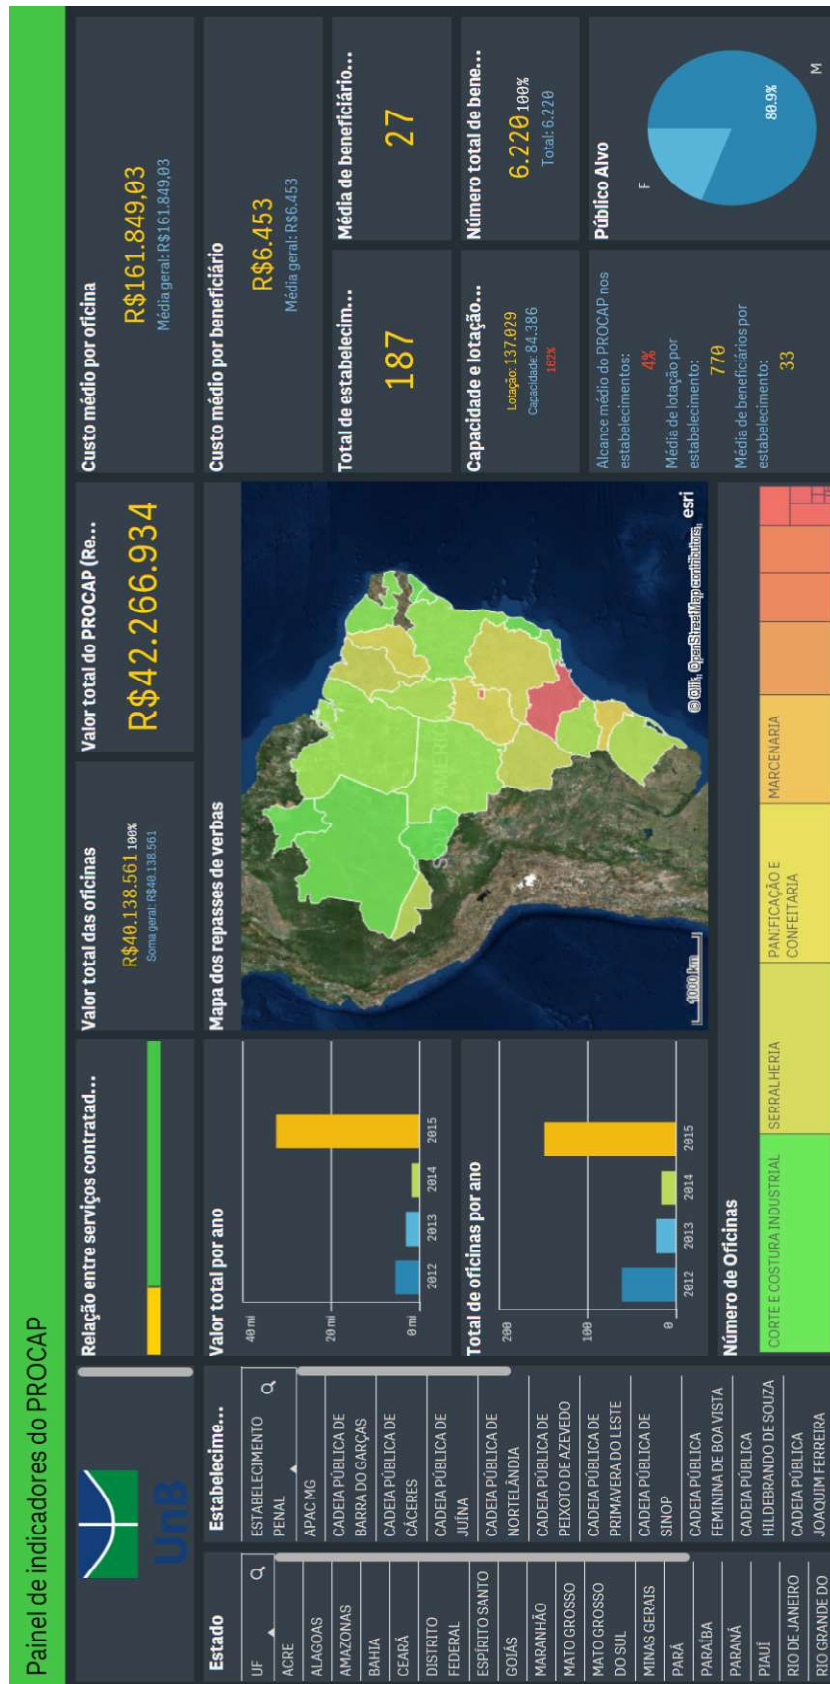 Painel de indicadores do PROCAP
UnB
Relação entre serviços contratad...
Valor total das oficinas
R$40.138.561 100%
Soma geral: R$40.138.561
Valor total do PROCAP (Re...
R$42.266.934
Custo médio por oficina
R$161.849,03
Média geral: R$161.849,03
Estado
UF
ACRE
ALAGOAS
AMAZONAS
BAHIA
CEARÁ
DISTRITO
FEDERAL
ESPÍRITO SANTO
GOIÁS
MARANHÃO
MATO GROSSO
MATO GROSSO
DO SUL
MINAS GERAIS
PARÁ
PARAÍBA
PARANÁ
PIAUÍ
RIO DE JANEIRO
RIO GRANDE DO
Estabelecime...
ESTABELECIMENTO
PENAL
APAC MG
CADEIA PÚBLICA DE
BARRA DO GARÇAS
CADEIA PÚBLICA DE
CÁCERES
CADEIA PÚBLICA DE
JUÍNA
CADEIA PÚBLICA DE
NORTELÂNDIA
CADEIA PÚBLICA DE
PEIXOTO DE AZEVEDO
CADEIA PÚBLICA DE
PRIMAVERA DO LESTE
CADEIA PÚBLICA DE
SINOP
CADEIA PÚBLICA
FEMININA DE BOA VISTA
CADEIA PÚBLICA
HILDEBRANDO DE SOUZA
CADEIA PÚBLICA
JOAQUIM FERREIRA
Valor total por ano
40 mi
20 mi
0 mi
2012 2013 2014 2015
Total de oficinas por ano
200
100
0
2012 2013 2014 2015
Mapa dos repasses de verbas
AMERIC
1000 km
© Qlik, OpenStreetMap contributors,
esri
Custo médio por beneficiário
R$6.453
Média geral: R$6.453
Total de estabelecim...
187
Média de beneficiário...
27
Capacidade e lotação...
Lotação: 137.029
Capacidade: 84.386
162%
Número total de bene...
6.220 100%
Total: 6.220
Alcance médio do PROCAP nos
estabelecimentos:
4%
Média de lotação por
estabelecimento:
770
Média de beneficiários por
estabelecimento:
33
Público Alvo
F
80.9%
M
Número de Oficinas
CORTE E COSTURA INDUSTRIAL
SERRALHERIA
PANIFICAÇÃO E
CONFEITARIA
MARCENARIA